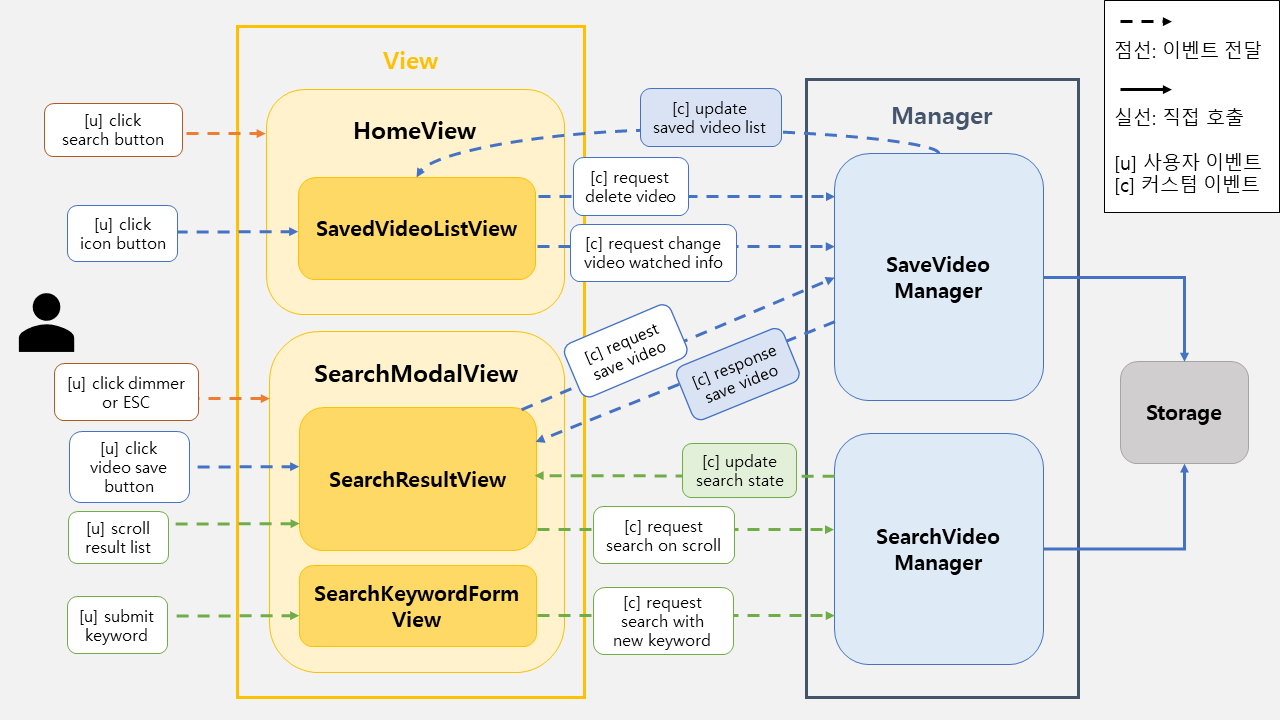 View
HomeView
SavedVideoListView
SearchModalView
SearchResultView
SearchKeywordForm
View
[u] click
search button
[u] click
icon button
[u] click dimmer
or ESC
[u] click
video save
button
[u] scroll
result list
[u] submit
keyword
[c] update
saved video list
[c] request
delete video
[c] request change
video watched info
[c] request
save video
[c] response
save video
[c] update
search state
[c] request
search on scroll
[c] request
search with
new keyword
Manager
SaveVideo
Manager
SearchVideo
Manager
Storage
점선: 이벤트 전달
실선: 직접 호출
[u] 사용자 이벤트
[c] 커스텀 이벤트